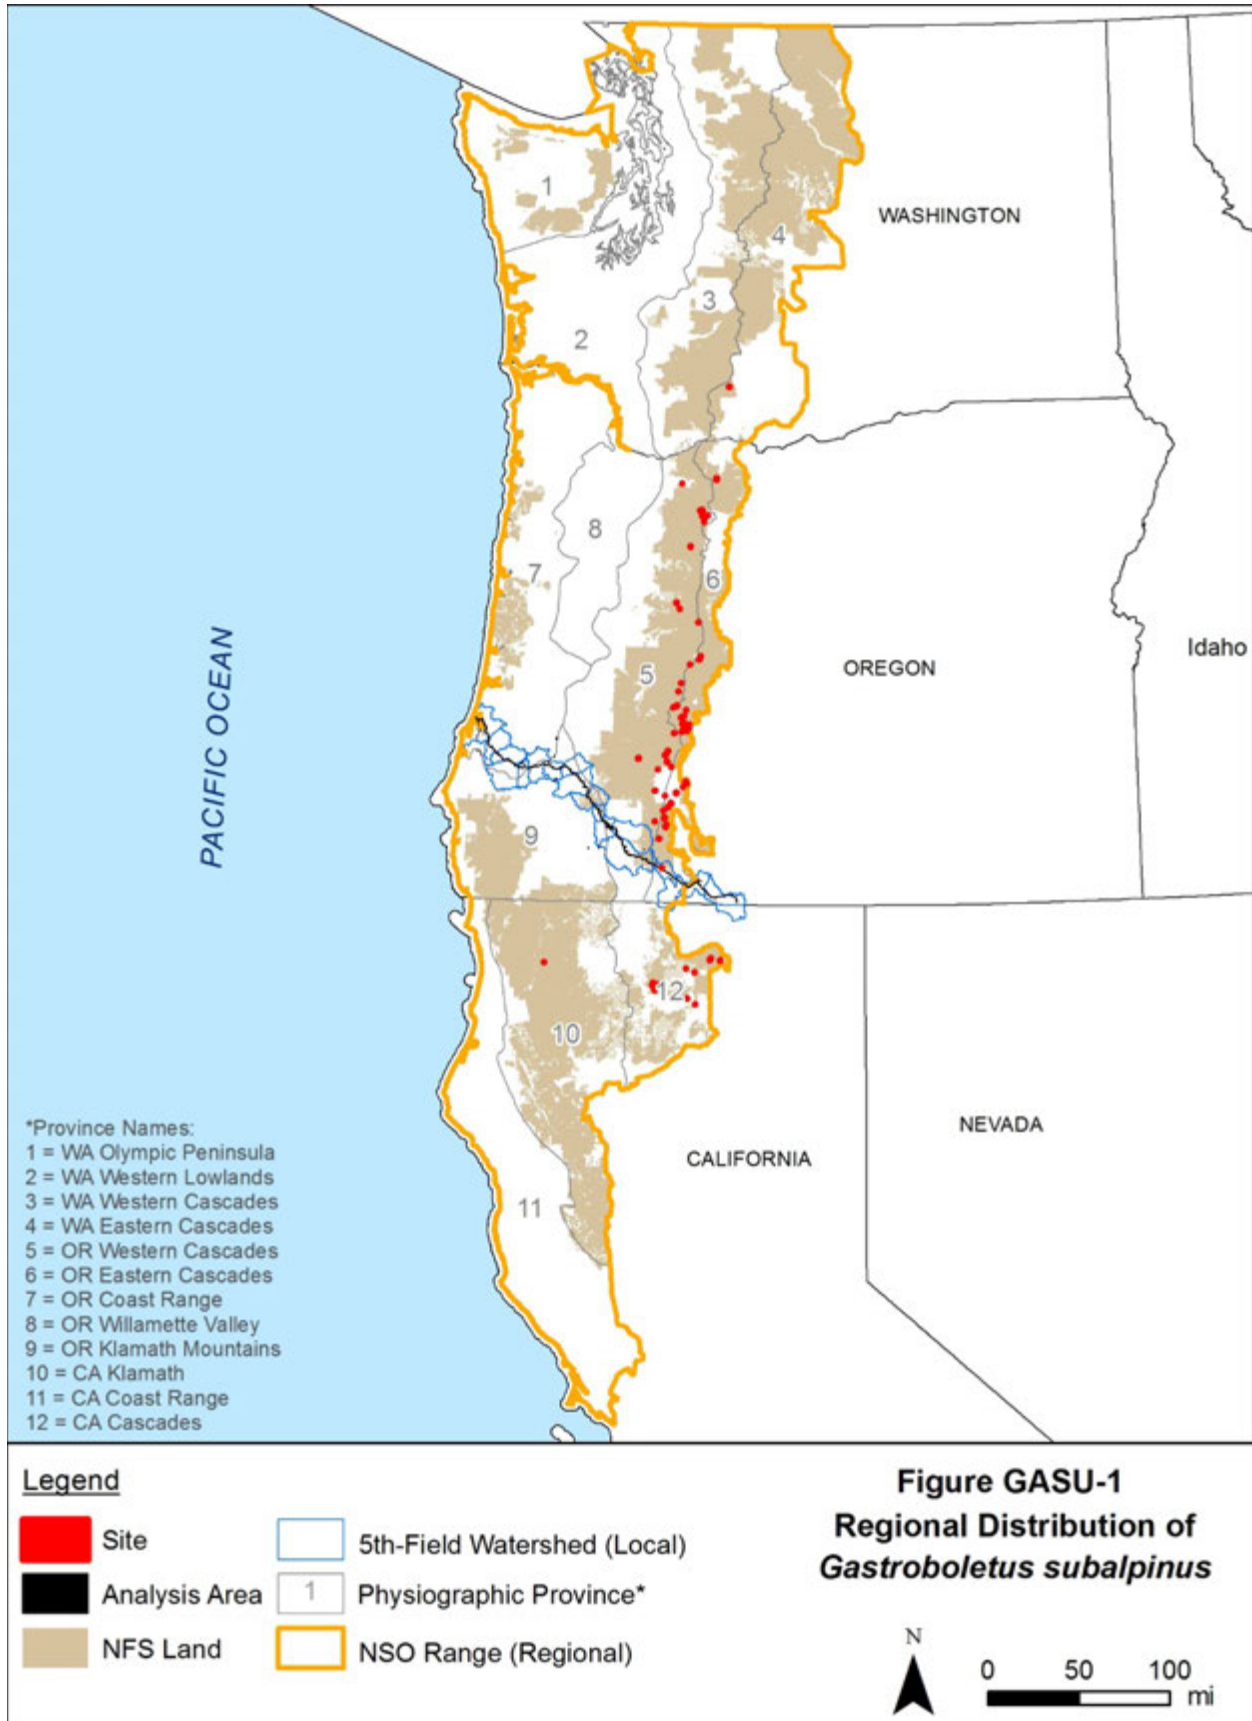 1
WASHINGTON
4
3
2
8
7
6
PACIFIC OCEAN
5
OREGON
Idaho
9
12
10
*Province Names:
1 = WA Olympic Peninsula
2 = WA Western Lowlands
3 = WA Western Cascades
4 = WA Eastern Cascades
5 = OR Western Cascades
6 = OR Eastern Cascades
7 = OR Coast Range
8 = OR Willamette Valley
9 = OR Klamath Mountains
10 = CA Klamath
11 = CA Coast Range
12 = CA Cascades
11
CALIFORNIA
NEVADA
Legend
Site
Analysis Area
NFS Land
5th-Field Watershed (Local)
1
Physiographic Province*
NSO Range (Regional)
Figure GASU-1
Regional Distribution of
Gastroboletus subalpinus
N
0 50 100
mi